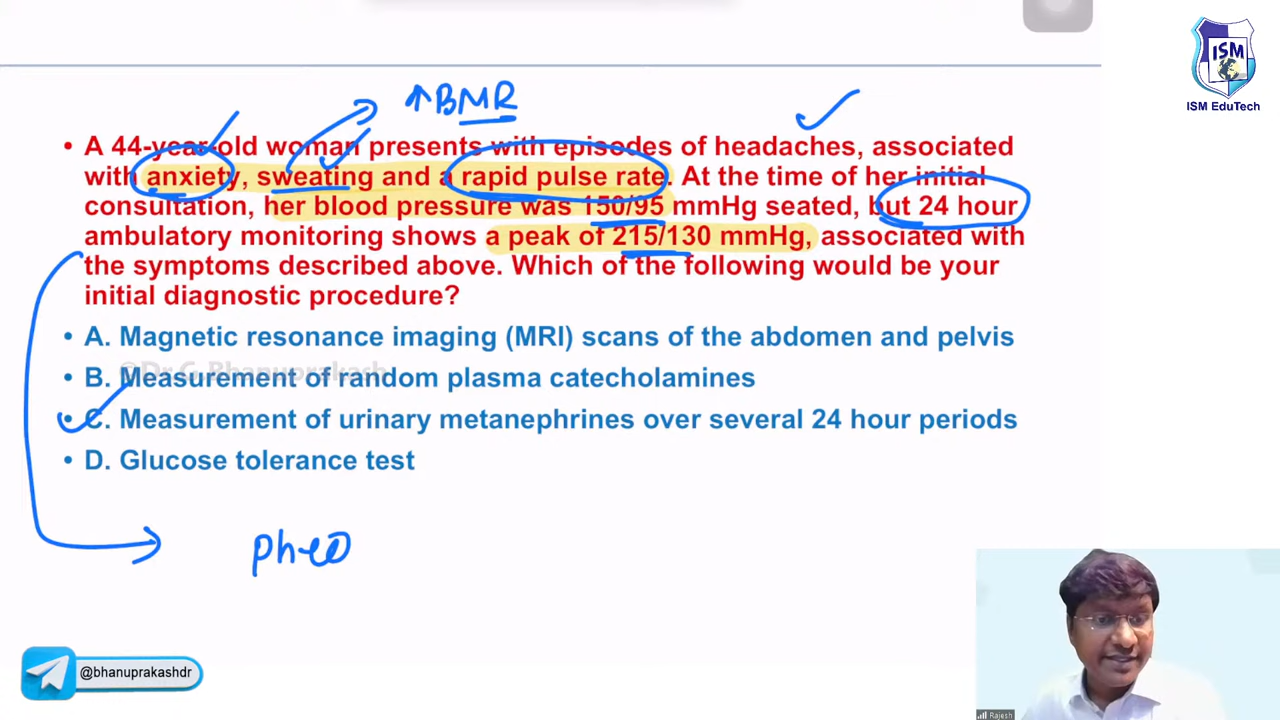 ISM
ISM EduTech
↑BMR
• A 44-year-old woman presents with episodes of headaches, associated
with anxiety, sweating and a rapid pulse rate. At the time of her initial
consultation, her blood pressure was 150/95 mmHg seated, but 24 hour
ambulatory monitoring shows a peak of 215/130 mmHg, associated with
the symptoms described above. Which of the following would be your
initial diagnostic procedure?
• A. Magnetic resonance imaging (MRI) scans of the abdomen and pelvis
©Dr.G Bhanuprakash
• B. Measurement of random plasma catecholamines
• C. Measurement of urinary metanephrines over several 24 hour periods
• D. Glucose tolerance test
pheo
@bhanuprakashdr
Rajesh